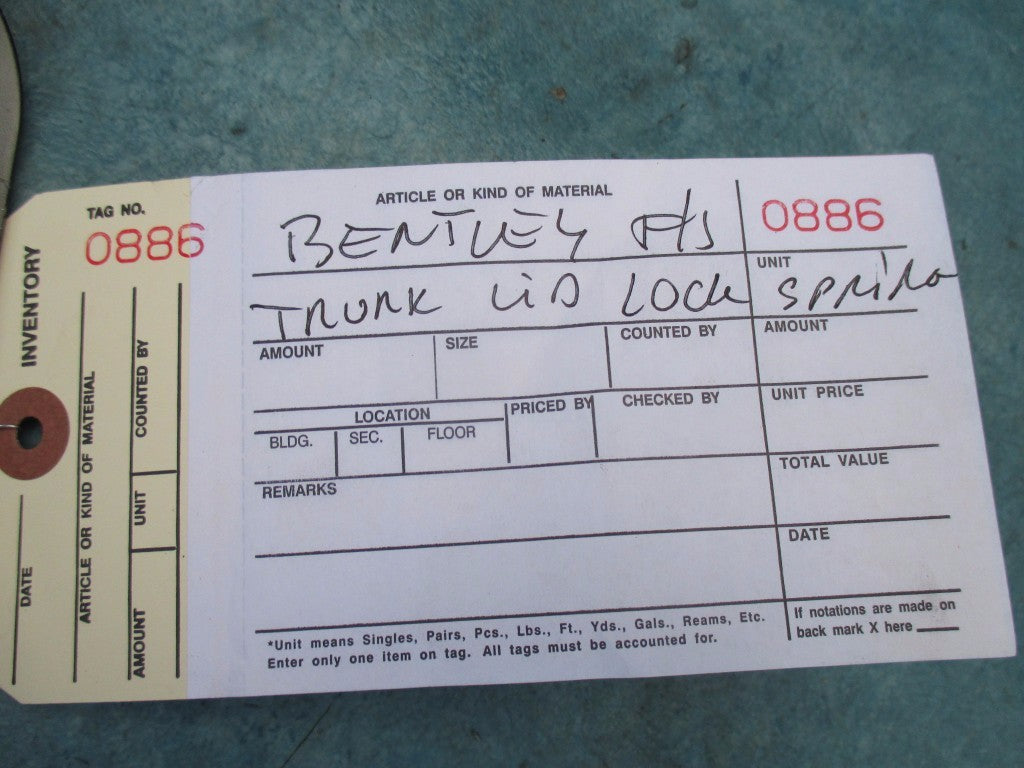 TAG NO.
0886
INVENTORY
DATE
ARTICLE OR KIND OF MATERIAL
AMOUNT
UNIT
COUNTED BY
ARTICLE OR KIND OF MATERIAL
BENTLEY F/S
0886
TRUNK LID LOCK SPRING
UNIT
AMOUNT
SIZE
COUNTED BY
AMOUNT
LOCATION
PRICED BY
CHECKED BY
UNIT PRICE
BLDG.
SEC.
FLOOR
REMARKS
TOTAL VALUE
DATE
*Unit means Singles, Pairs, Pcs., Lbs., Ft., Yds., Gals., Reams, Etc.
Enter only one item on tag. All tags must be accounted for.
If notations are made on
back mark X here